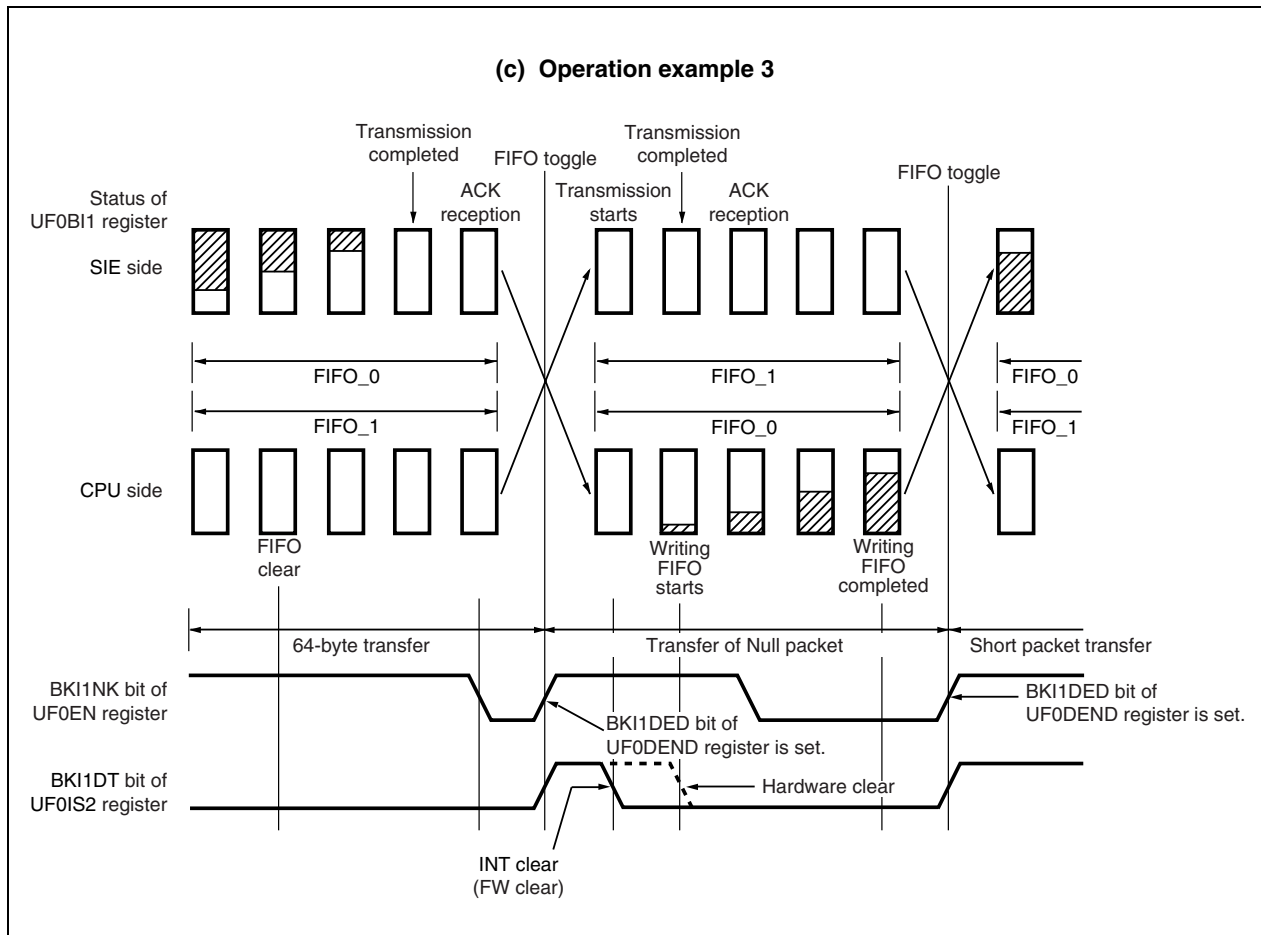 (c) Operation example 3
Transmission
completed
FIFO toggle
Transmission
completed
FIFO toggle
Status of
UF0BI1 register
ACK
reception
Transmission
starts
ACK
reception
SIE side
FIFO_0
FIFO_1
FIFO_0
FIFO_1
FIFO_0
FIFO_1
CPU side
FIFO
clear
Writing
FIFO
starts
Writing
FIFO
completed
64-byte transfer
Transfer of Null packet
Short packet transfer
BKI1NK bit of
UF0EN register
BKI1DED bit of
UF0DEND register is set.
BKI1DED bit of
UF0DEND register is set.
BKI1DT bit of
UF0IS2 register
Hardware clear
INT clear
(FW clear)